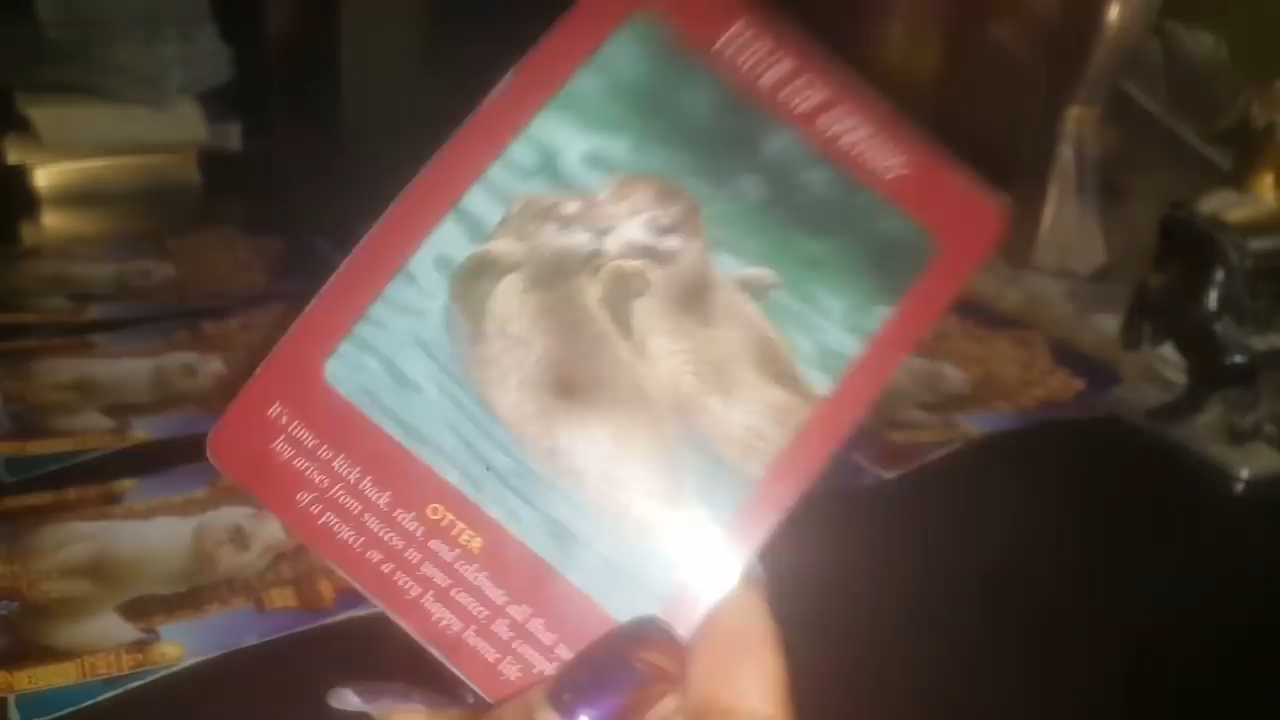 OTTER
It's time to kick back, relax, and celebrate all that
Joy arises from success in your career, the
of a project, or a very happy home life.